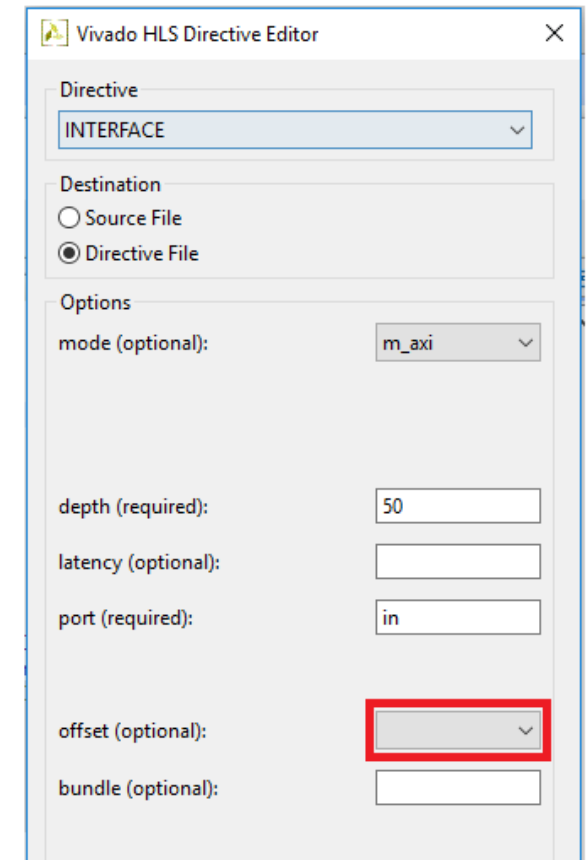 Vivado HLS Directive Editor
Directive
INTERFACE
Destination
Source File
Directive File
Options
mode (optional): m_axi
depth (required): 50
latency (optional):
port (required): in
offset (optional):
bundle (optional):